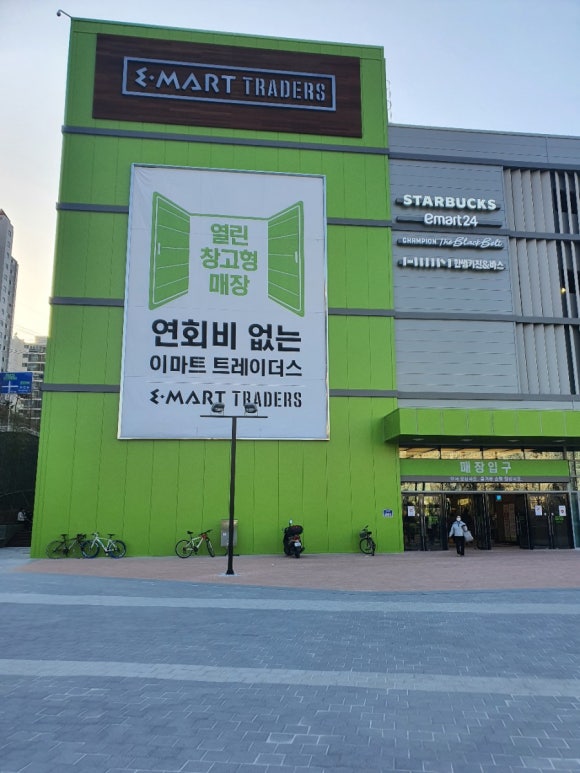 E·MART TRADERS
열린
창고형
매장
연회비 없는
이마트 트레이더스
E·MART TRADERS
STARBUCKS
emart24
CHAMPION The Black Belt
한샘키친&바스
매장입구